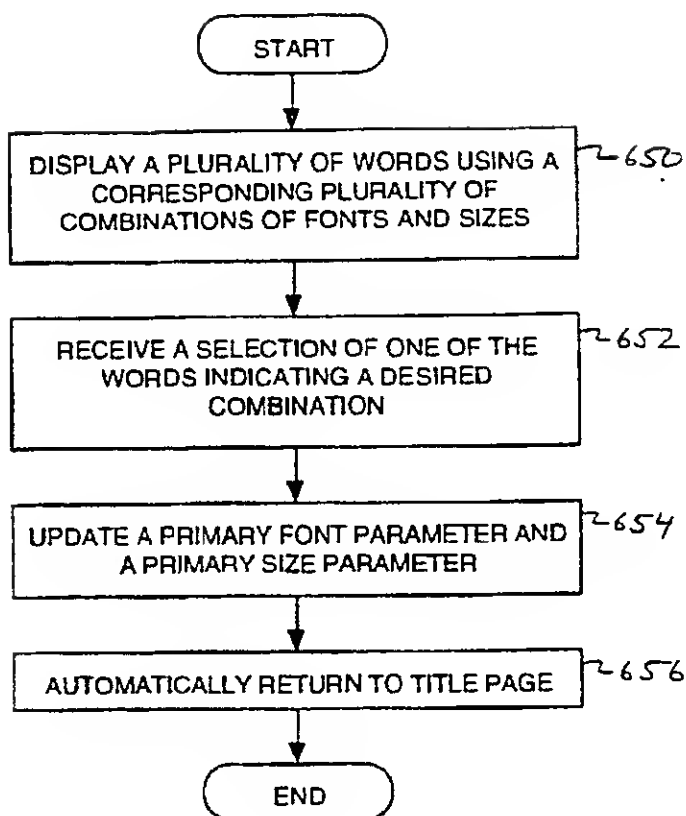 START
DISPLAY A PLURALITY OF WORDS USING A
650
CORRESPONDING PLURALITY OF
COMBINATIONS OF FONTS AND SIZES
RECEIVE A SELECTION OF ONE OF THE
652
WORDS INDICATING A DESIRED
COMBINATION
UPDATE A PRIMARY FONT PARAMETER AND
654
A PRIMARY SIZE PARAMETER
AUTOMATICALLY RETURN TO TITLE PAGE
656
END